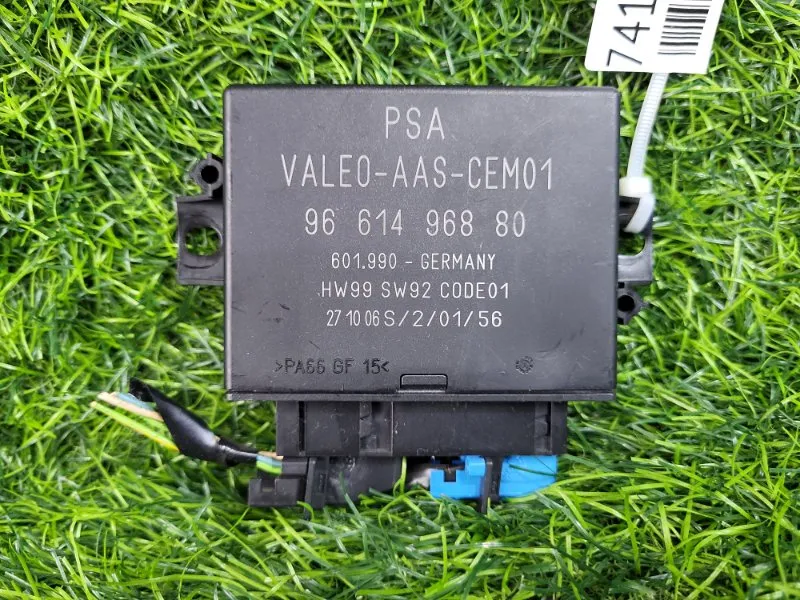 741
PSA
VALEO-AAS-CEM01
96 614 968 80
601.990 - GERMANY
HW99 SW92 CODE01
27 10 06 S/2/01/56
>PA66 GF 15<